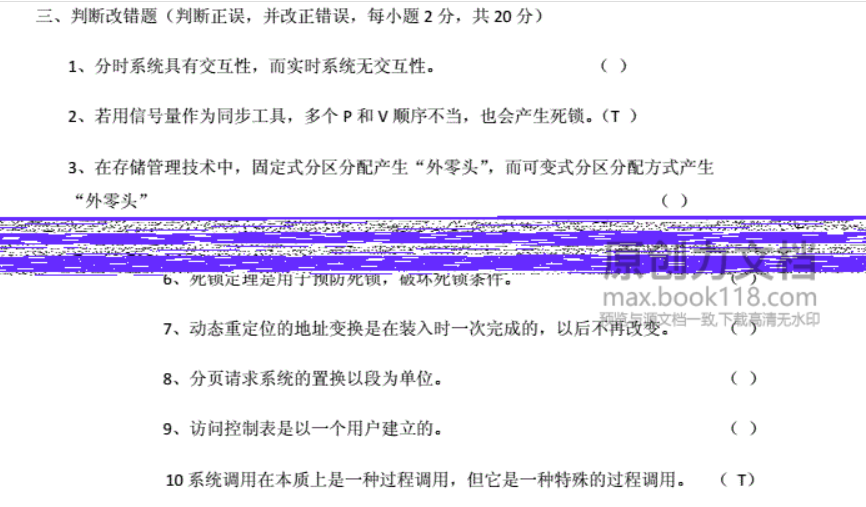 三、判断改错题（判断正误，并改正错误，每小题 2 分，共 20 分）
1、分时系统具有交互性，而实时系统无交互性。 （ ）
2、若用信号量作为同步工具，多个 P 和 V 顺序不当，也会产生死锁。（T ）
3、在存储管理技术中，固定式分区分配产生“外零头”，而可变式分区分配方式产生
“外零头” （ ）
原创力文档
6、死锁定理是用于预防死锁，破坏死锁条件。 （ ）
max.book118.com
预览与源文档一致,下载高清无水印
7、动态重定位的地址变换是在装入时一次完成的，以后不再改变。 （ ）
8、分页请求系统的置换以段为单位。 （ ）
9、访问控制表是以一个用户建立的。 （ ）
10 系统调用在本质上是一种过程调用，但它是一种特殊的过程调用。 （ T）